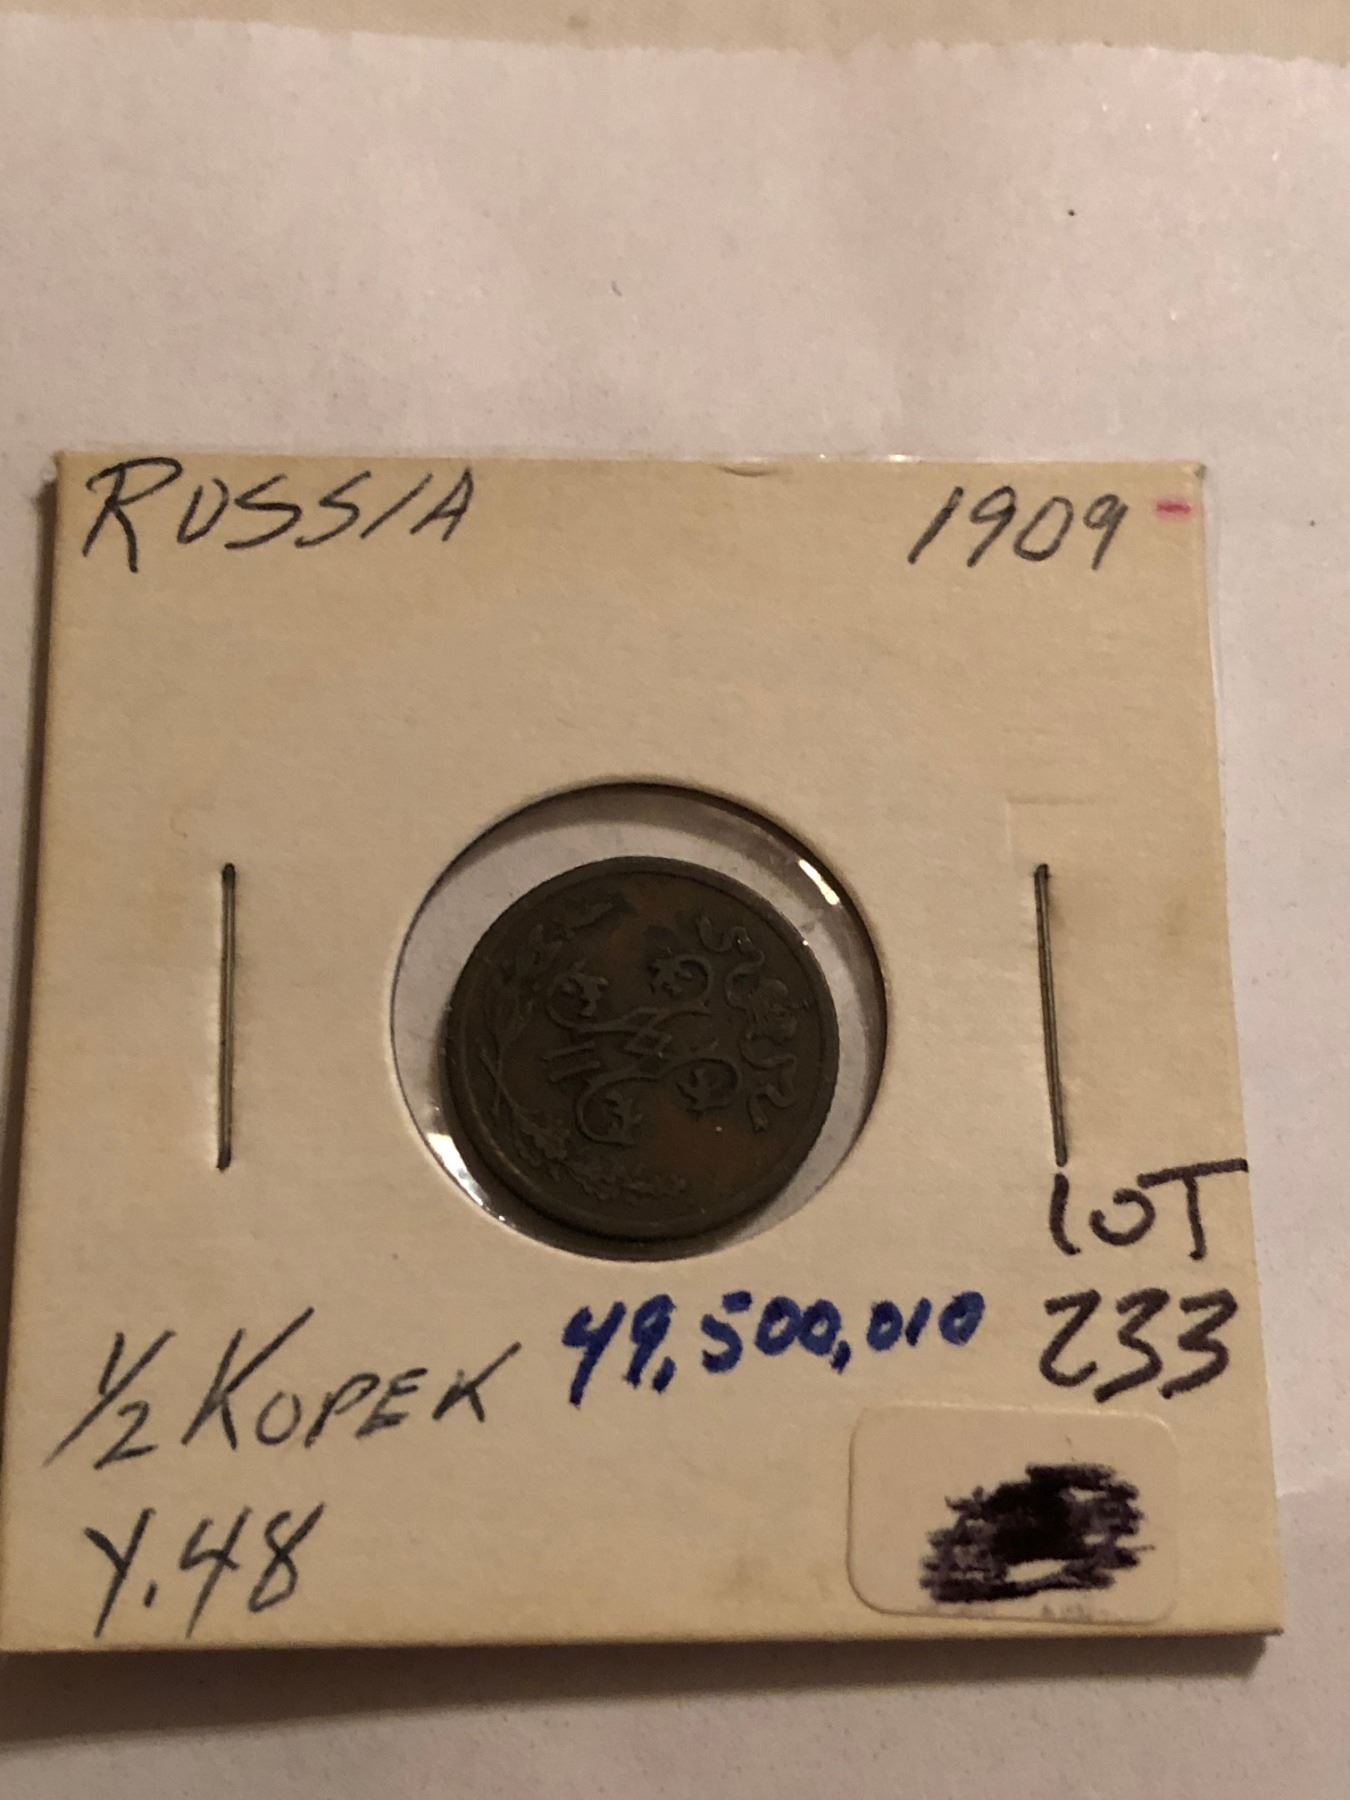 RUSSIA 1909
LOT
1/2 KOPEK 49,500,010 233
Y.48